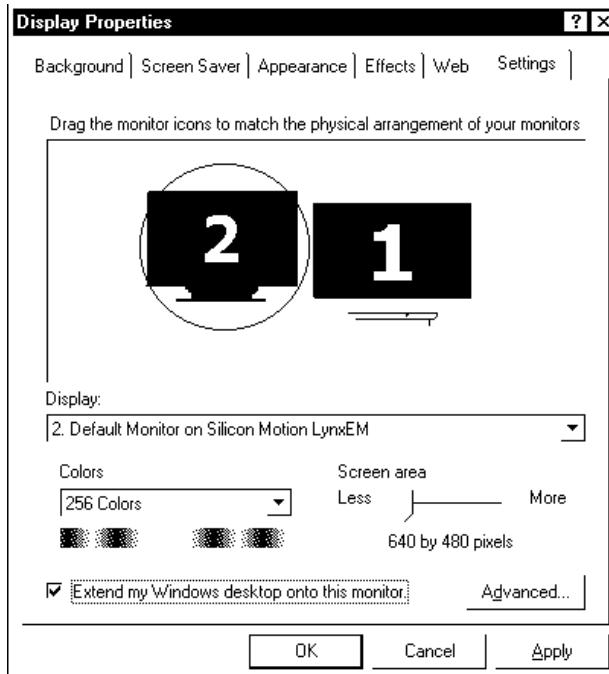 Display Properties ? ×
Background Screen Saver Appearance Effects Web Settings
Drag the monitor icons to match the physical arrangement of your monitors
2 1
Display:
2. Default Monitor on Silicon Motion LynxEM
Colors Screen area
256 Colors Less More
640 by 480 pixels
Extend my Windows desktop onto this monitor. Advanced...
OK Cancel Apply